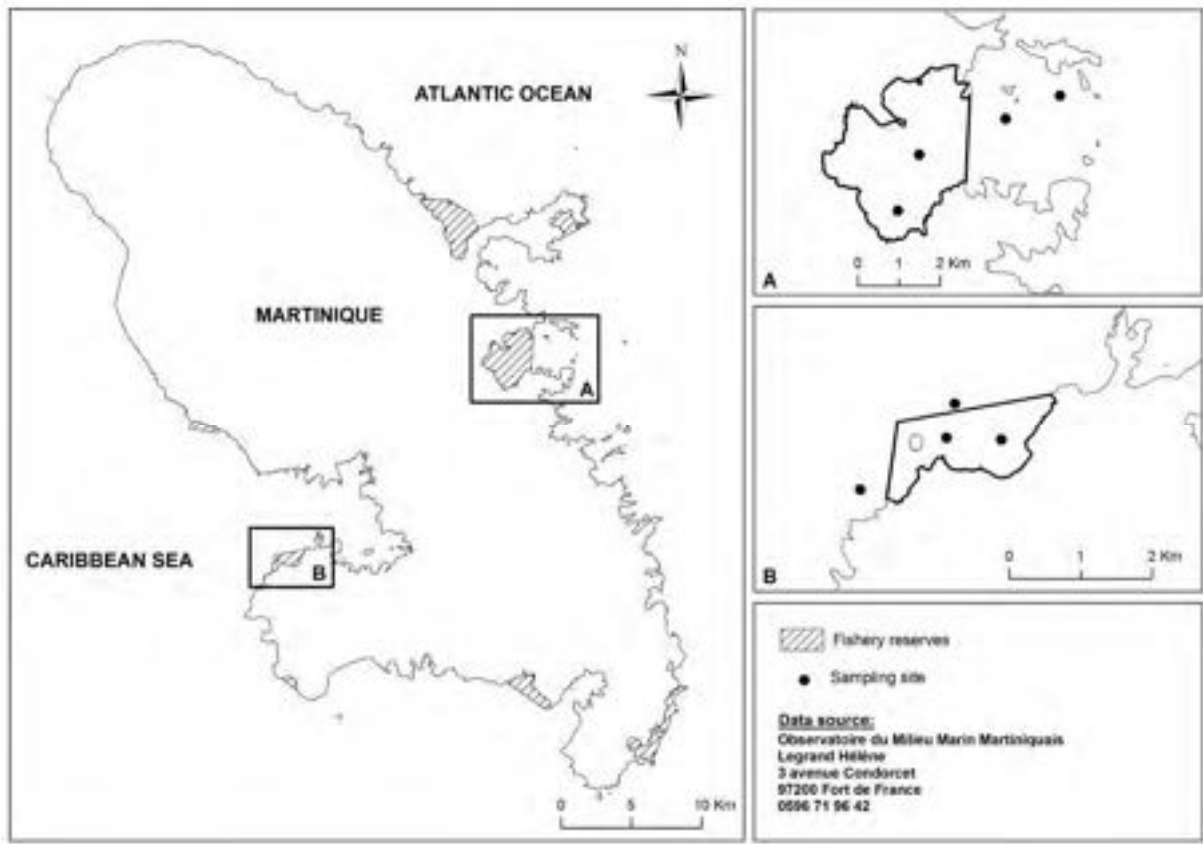 N
ATLANTIC OCEAN
MARTINIQUE
A
CARIBBEAN SEA
B
0 5 10 Km
0 1 2 Km
A
0 1 2 Km
B
Fishery reserves
Sampling site
Data source:
Observatoire du Milieu Marin Martiniquais
Legrand Hélène
3 avenue Condorcet
97200 Fort de France
0596 71 96 42